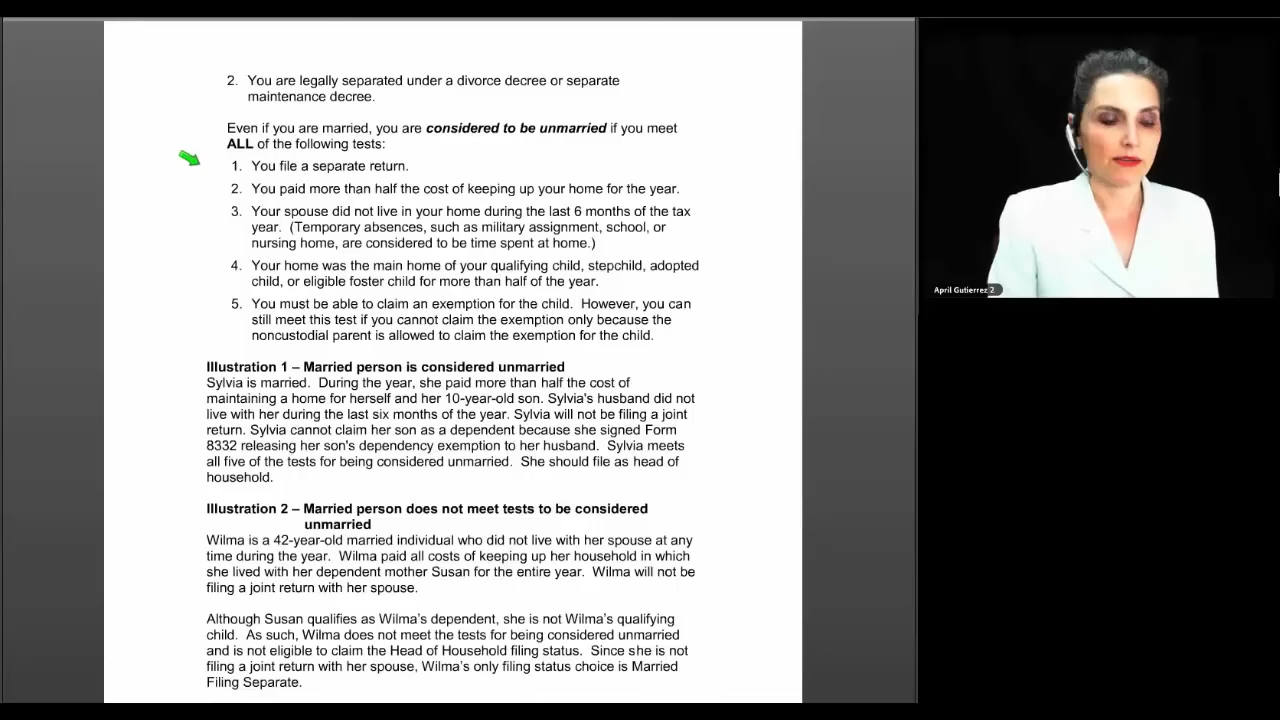 2. You are legally separated under a divorce decree or separate
maintenance decree.
Even if you are married, you are considered to be unmarried if you meet
ALL of the following tests:
1. You file a separate return.
2. You paid more than half the cost of keeping up your home for the year.
3. Your spouse did not live in your home during the last 6 months of the tax
year. (Temporary absences, such as military assignment, school, or
nursing home, are considered to be time spent at home.)
4. Your home was the main home of your qualifying child, stepchild, adopted
child, or eligible foster child for more than half of the year.
5. You must be able to claim an exemption for the child. However, you can
still meet this test if you cannot claim the exemption only because the
noncustodial parent is allowed to claim the exemption for the child.
Illustration 1 – Married person is considered unmarried
Sylvia is married. During the year, she paid more than half the cost of
maintaining a home for herself and her 10-year-old son. Sylvia's husband did not
live with her during the last six months of the year. Sylvia will not be filing a joint
return. Sylvia cannot claim her son as a dependent because she signed Form
8332 releasing her son's dependency exemption to her husband. Sylvia meets
all five of the tests for being considered unmarried. She should file as head of
household.
Illustration 2 – Married person does not meet tests to be considered
unmarried
Wilma is a 42-year-old married individual who did not live with her spouse at any
time during the year. Wilma paid all costs of keeping up her household in which
she lived with her dependent mother Susan for the entire year. Wilma will not be
filing a joint return with her spouse.
Although Susan qualifies as Wilma's dependent, she is not Wilma's qualifying
child. As such, Wilma does not meet the tests for being considered unmarried
and is not eligible to claim the Head of Household filing status. Since she is not
filing a joint return with her spouse, Wilma's only filing status choice is Married
Filing Separate.
April Gutierrez 2